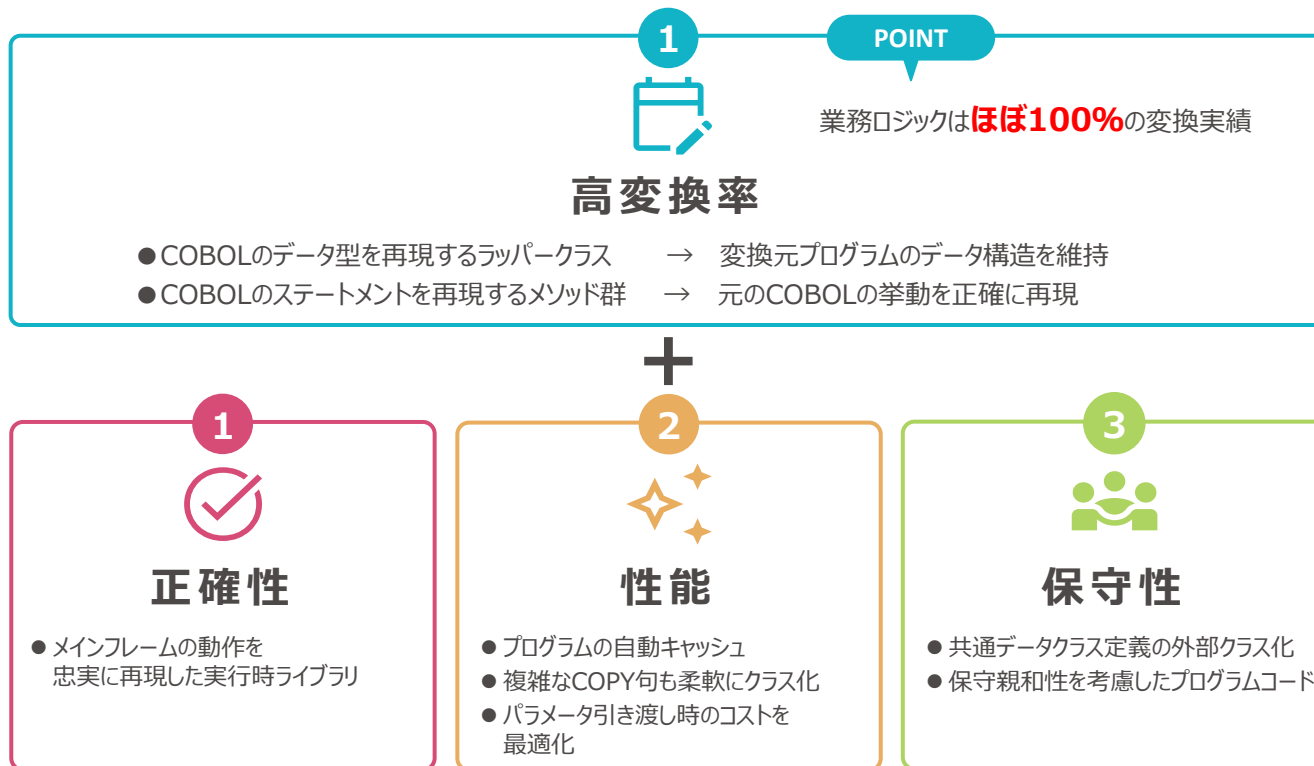 1
POINT
業務ロジックはほぼ100%の変換実績
高変換率
●COBOLのデータ型を再現するラッパークラス → 変換元プログラムのデータ構造を維持
●COBOLのステートメントを再現するメソッド群 → 元のCOBOLの挙動を正確に再現
+
1
正確性
●メインフレームの動作を
忠実に再現した実行時ライブラリ
2
性能
●プログラムの自動キャッシュ
●複雑なCOPY句も柔軟にクラス化
●パラメータ引き渡し時のコストを
最適化
3
保守性
●共通データクラス定義の外部クラス化
●保守親和性を考慮したプログラムコード